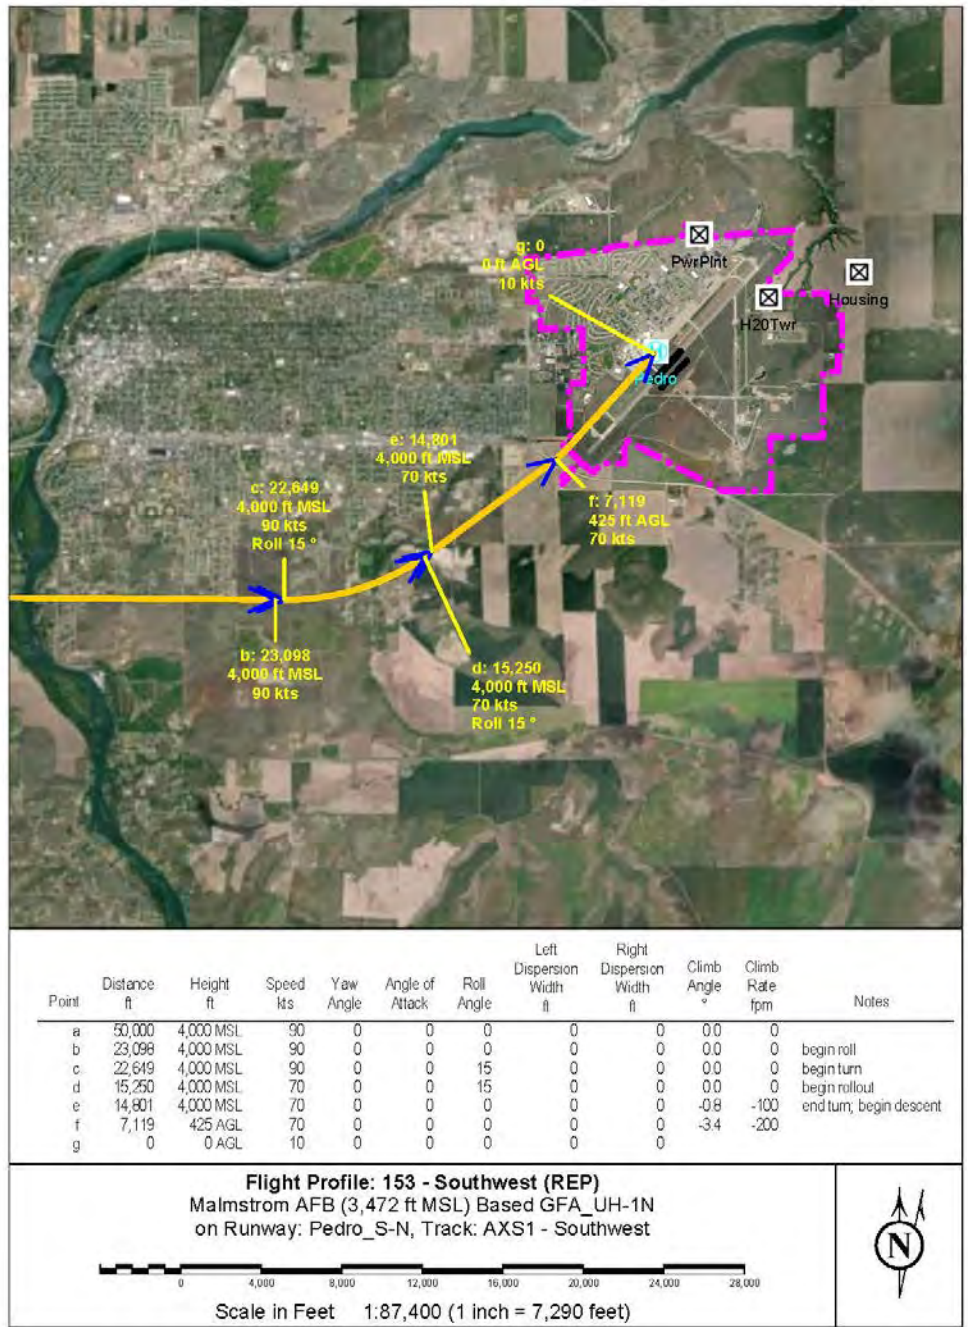 g: 0
0 ft AGL
10 kts
PwrPlnt
Housing
H20Twr
Pedro
e: 14,801
4,000 ft MSL
70 kts
c: 22,649
4,000 ft MSL
90 kts
Roll 15 °
f: 7,119
425 ft AGL
70 kts
b: 23,098
4,000 ft MSL
90 kts
d: 15,250
4,000 ft MSL
70 kts
Roll 15 °
Point Distance ft Height ft Speed kts Yaw Angle Angle of Attack Roll Angle Left Dispersion Width ft Right Dispersion Width ft Climb Angle ° Climb Rate fpm Notes
a 50,000 4,000 MSL 90 0 0 0 0 0 0.0 0
b 23,098 4,000 MSL 90 0 0 0 0 0 0.0 0 begin roll
c 22,649 4,000 MSL 90 0 0 15 0 0 0.0 0 begin turn
d 15,250 4,000 MSL 70 0 0 15 0 0 0.0 0 begin rollout
e 14,801 4,000 MSL 70 0 0 0 0 0 -0.8 -100 end turn; begin descent
f 7,119 425 AGL 70 0 0 0 0 0 -3.4 -200
g 0 0 AGL 10 0 0 0 0 0
Flight Profile: 153 - Southwest (REP)
Malmstrom AFB (3,472 ft MSL) Based GFA_UH-1N
on Runway: Pedro_S-N, Track: AXS1 - Southwest
0 4,000 8,000 12,000 16,000 20,000 24,000 28,000
Scale in Feet 1:87,400 (1 inch = 7,290 feet)
N